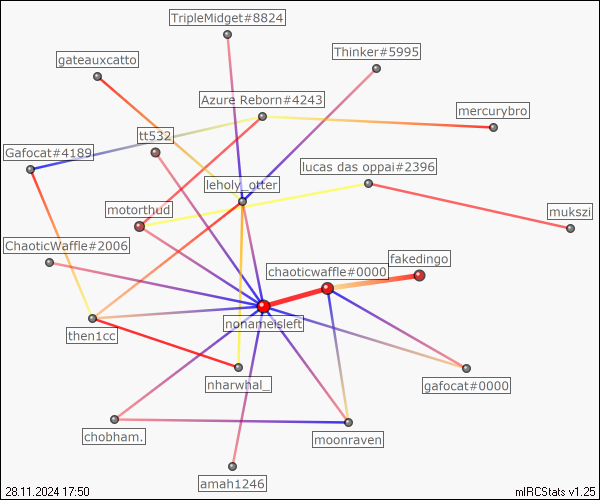 TripleMidget#8824
Thinker#5995
gateauxcatto
Azure Reborn#4243
mercurybro
tt532
Gafocat#4189
lucas das oppai#2396
leholy_otter
motorthud
mukszi
ChaoticWaffle#2006
fakedingo
chaoticwaffle#0000
nonameisleft
then1cc
nharwhal_
gafocat#0000
chobham.
moonraven
amah1246
28.11.2024 17:50
mIRCStats v1.25